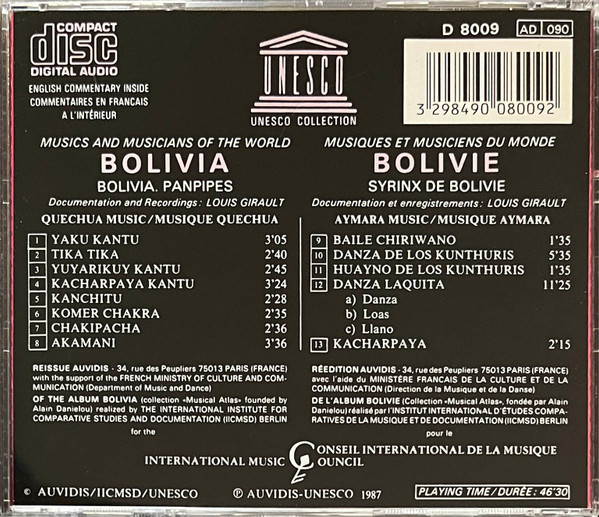 COMPACT
disc
DIGITAL AUDIO
ENGLISH COMMENTARY INSIDE
COMMENTAIRES EN FRANCAIS
A L'INTÉRIEUR
UNESCO
UNESCO COLLECTION
D 8009 AD 090
3 298490 080092
MUSICS AND MUSICIANS OF THE WORLD
BOLIVIA
BOLIVIA. PANPIPES
Documentation and Recordings : LOUIS GIRAULT
QUECHUA MUSIC/MUSIQUE QUECHUA
1 YAKU KANTU 3'05
2 TIKA TIKA 2'40
3 YUYARIKUY KANTU 2'45
4 KACHARPAYA KANTU 3'24
5 KANCHITU 2'28
6 KOMER CHAKRA 2'35
7 CHAKIPACHA 2'36
8 AKAMANI 3'36
MUSIQUES ET MUSICIENS DU MONDE
BOLIVIE
SYRINX DE BOLIVIE
Documentation et enregistrements : LOUIS GIRAULT
AYMARA MUSIC/MUSIQUE AYMARA
9 BAILE CHIRIWANO 1'35
10 DANZA DE LOS KUNTHURIS 5'35
11 HUAYNO DE LOS KUNTHURIS 1'35
12 DANZA LAQUITA 11'25
a) Danza
b) Loas
c) Llano
13 KACHARPAYA 2'15
REISSUE AUVIDIS - 34, rue des Peupliers 75013 PARIS (FRANCE)
with the support of the FRENCH MINISTRY OF CULTURE AND COM-
MUNICATION (Department of Music and Dance)
OF THE ALBUM BOLIVIA (collection «Musical Atlas» founded by
Alain Danielou) realized by THE INTERNATIONAL INSTITUTE FOR
COMPARATIVE STUDIES AND DOCUMENTATION (IICMSD) BERLIN
for the
RÉEDITION AUVIDIS - 34, rue des Peupliers 75013 PARIS (FRANCE)
avec l'aide du MINISTÈRE FRANCAIS DE LA CULTURE ET DE LA
COMMUNICATION (Direction de la Musique et de la Danse)
DE L'ALBUM BOLIVIE (Collection «Musical Atlas», fondée par Alain
Danielou) réalisé par l'INSTITUT INTERNATIONAL D'ÉTUDES COMPA-
RATIVES DE LA MUSIQUE ET DE DOCUMENTATION (IICMSD) BERLIN
pour le
INTERNATIONAL MUSIC CONSEIL INTERNATIONAL DE LA MUSIQUE
COUNCIL
© AUVIDIS/IICMSD/UNESCO ℗ AUVIDIS-UNESCO 1987 PLAYING TIME/DURÉE : 46'30